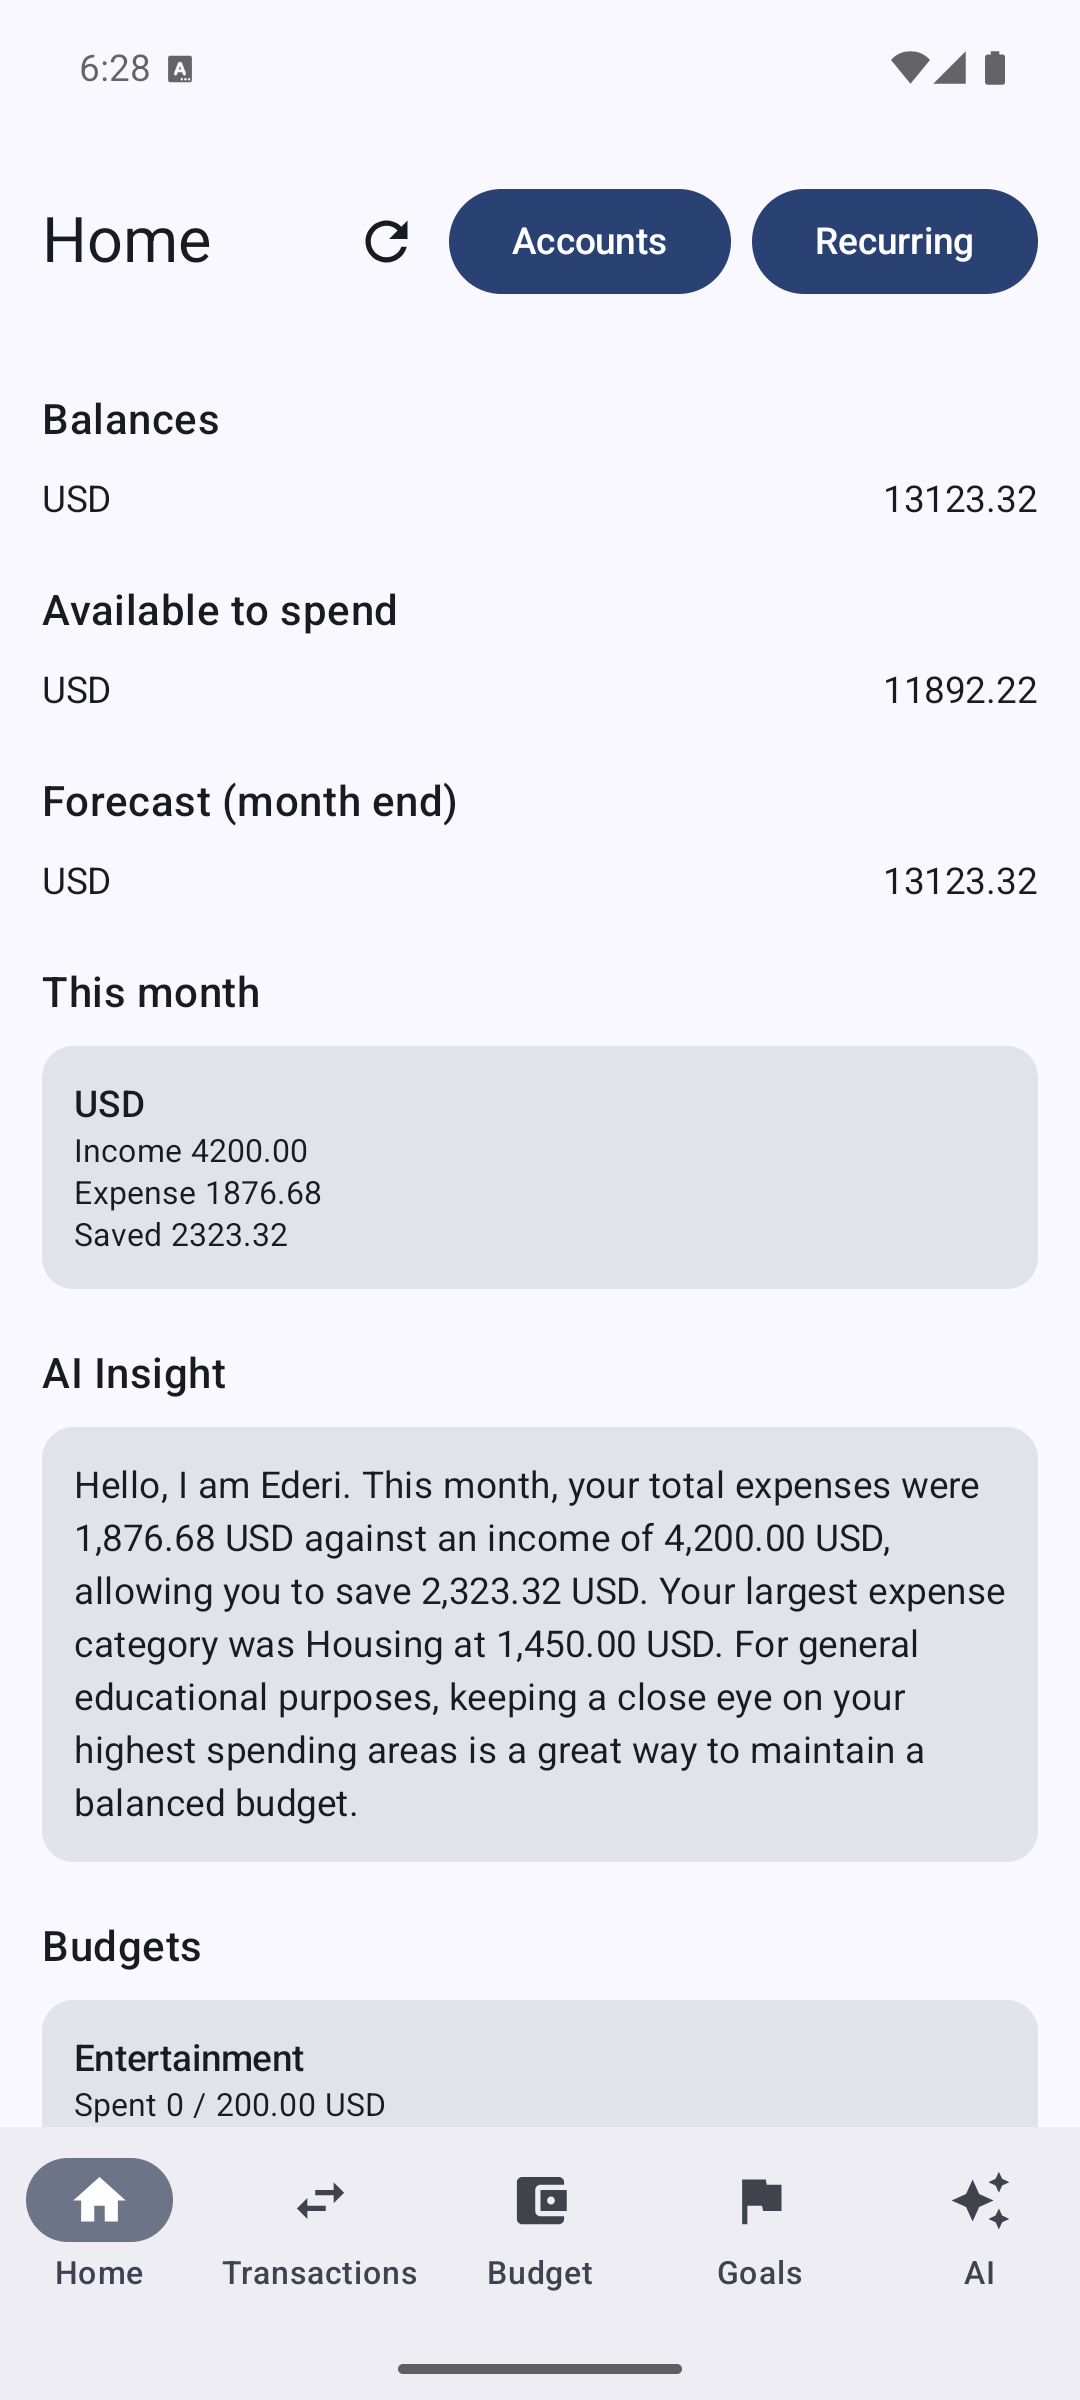 6:28
Home
Accounts
Recurring
Balances
USD 13123.32
Available to spend
USD 11892.22
Forecast (month end)
USD 13123.32
This month
USD
Income 4200.00
Expense 1876.68
Saved 2323.32
AI Insight
Hello, I am Ederi. This month, your total expenses were
1,876.68 USD against an income of 4,200.00 USD,
allowing you to save 2,323.32 USD. Your largest expense
category was Housing at 1,450.00 USD. For general
educational purposes, keeping a close eye on your
highest spending areas is a great way to maintain a
balanced budget.
Budgets
Entertainment
Spent 0 / 200.00 USD
Home
Transactions
Budget
Goals
AI